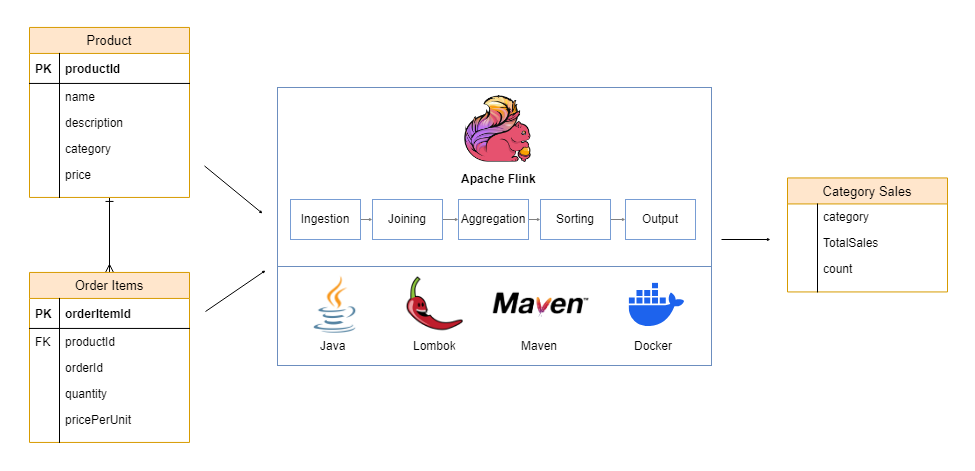 Product
PK productId
name
description
category
price
Order Items
PK orderItemId
FK productId
orderId
quantity
pricePerUnit
Apache Flink
Ingestion Joining Aggregation Sorting Output
Maven™
Java Lombok Maven Docker
Category Sales
category
TotalSales
count